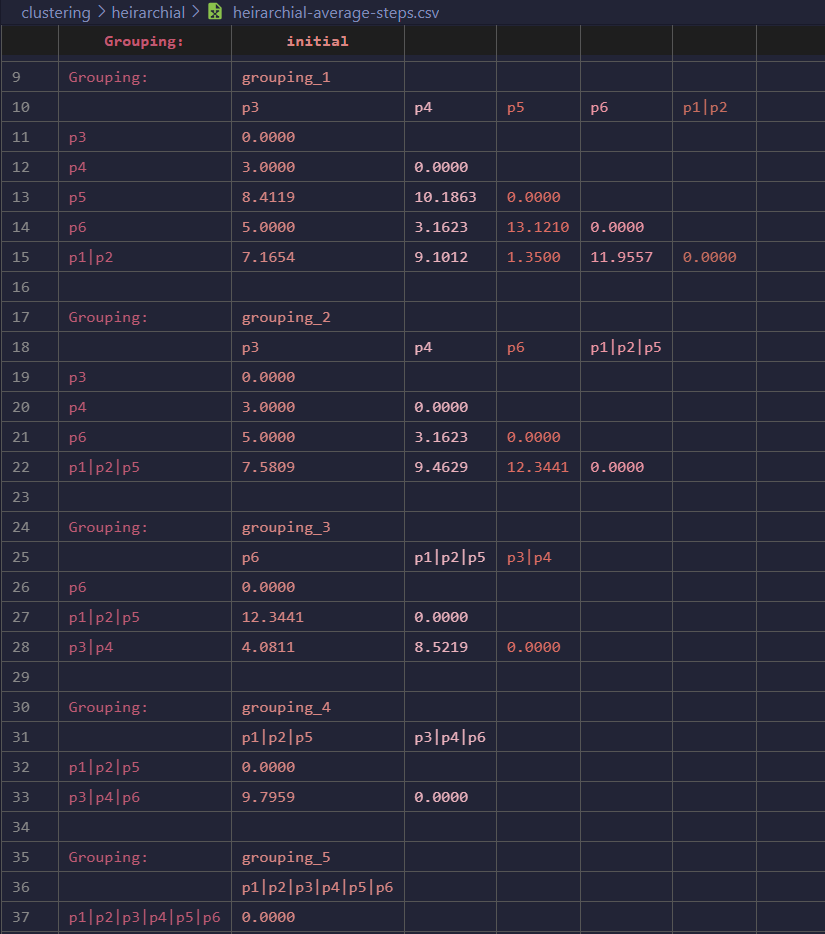 clustering > heirarchial > heirarchial-average-steps.csv
Grouping: initial
9 Grouping: grouping_1
10 p3 p4 p5 p6 p1|p2
11 p3 0.0000
12 p4 3.0000 0.0000
13 p5 8.4119 10.1863 0.0000
14 p6 5.0000 3.1623 13.1210 0.0000
15 p1|p2 7.1654 9.1012 1.3500 11.9557 0.0000
16
17 Grouping: grouping_2
18 p3 p4 p6 p1|p2|p5
19 p3 0.0000
20 p4 3.0000 0.0000
21 p6 5.0000 3.1623 0.0000
22 p1|p2|p5 7.5809 9.4629 12.3441 0.0000
23
24 Grouping: grouping_3
25 p6 p1|p2|p5 p3|p4
26 p6 0.0000
27 p1|p2|p5 12.3441 0.0000
28 p3|p4 4.0811 8.5219 0.0000
29
30 Grouping: grouping_4
31 p1|p2|p5 p3|p4|p6
32 p1|p2|p5 0.0000
33 p3|p4|p6 9.7959 0.0000
34
35 Grouping: grouping_5
36 p1|p2|p3|p4|p5|p6
37 p1|p2|p3|p4|p5|p6 0.0000